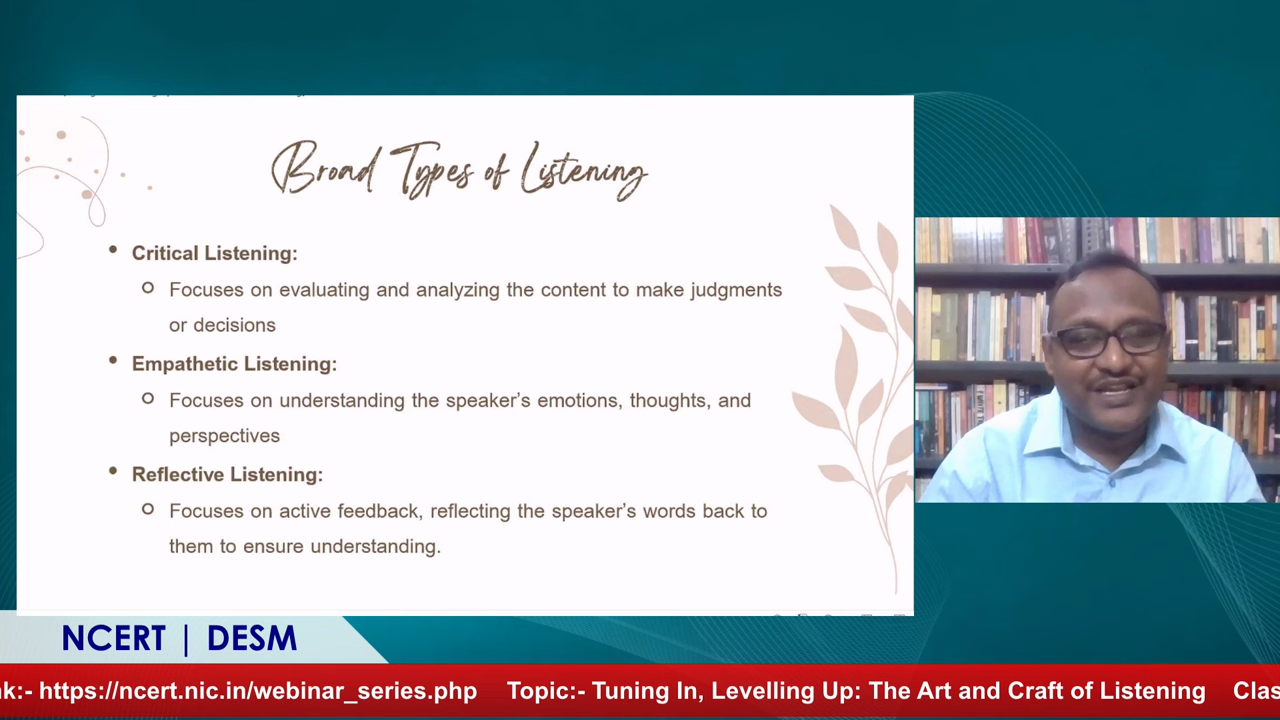 Broad Types of Listening
• Critical Listening:
o Focuses on evaluating and analyzing the content to make judgments
or decisions
• Empathetic Listening:
o Focuses on understanding the speaker’s emotions, thoughts, and
perspectives
• Reflective Listening:
o Focuses on active feedback, reflecting the speaker’s words back to
them to ensure understanding.
NCERT | DESM
nk:- https://ncert.nic.in/webinar_series.php Topic:- Tuning In, Levelling Up: The Art and Craft of Listening Clas